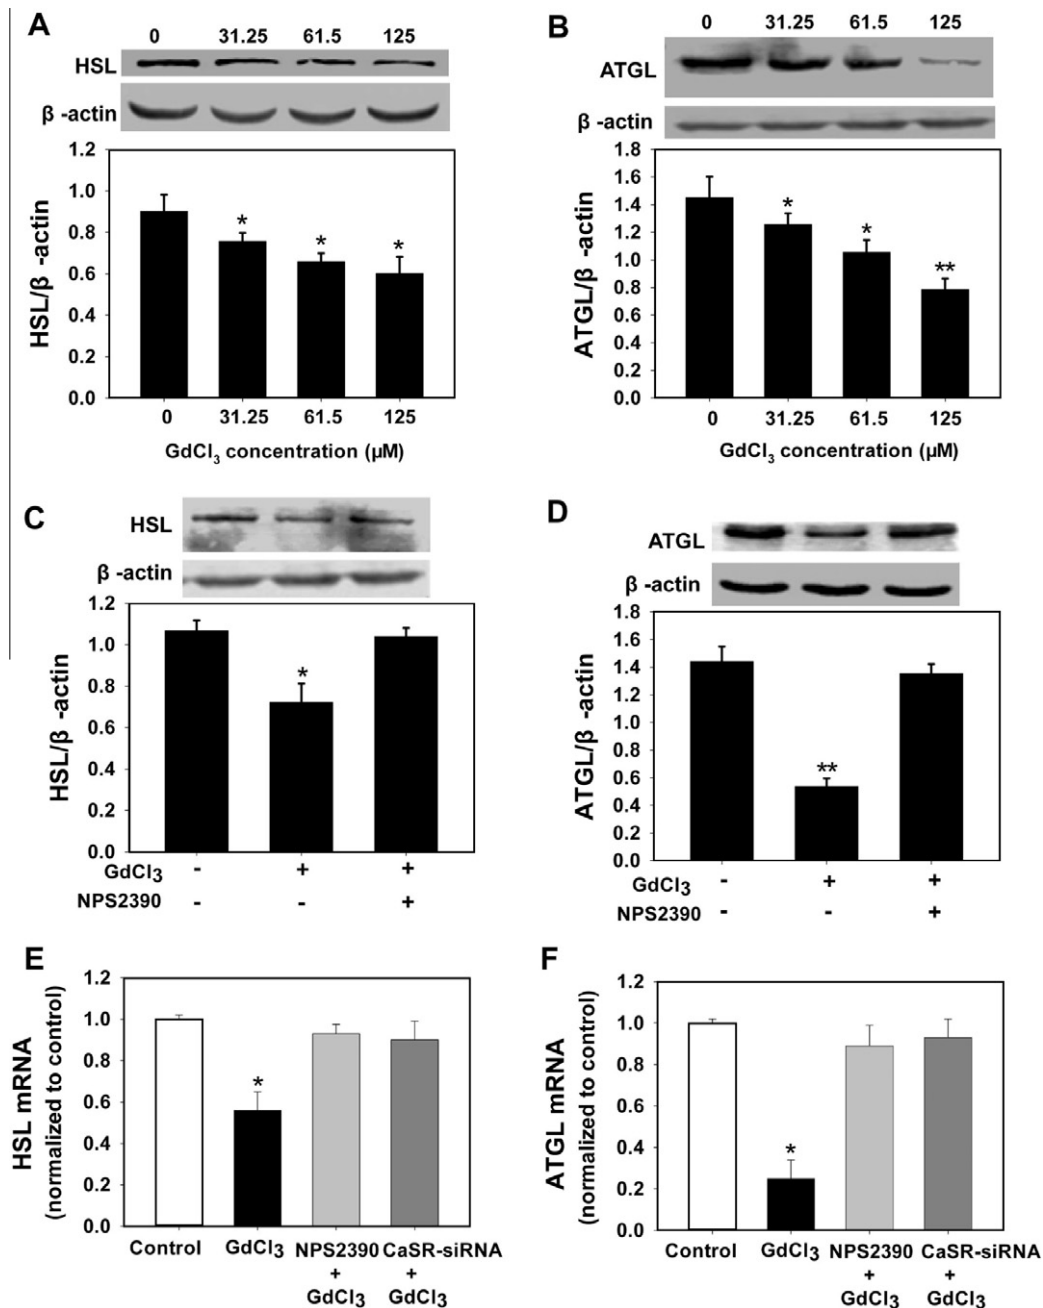 A
0 31.25 61.5 125
HSL
β -actin
1.2
1.0
0.8
0.6
0.4
0.2
0.0
HSL/β -actin
* * *
0 31.25 61.5 125
GdCl3 concentration (µM)
B
0 31.25 61.5 125
ATGL
β -actin
1.8
1.6
1.4
1.2
1.0
0.8
0.6
0.4
0.2
0.0
ATGL/β -actin
* * **
0 31.25 61.5 125
GdCl3 concentration (µM)
C
HSL
β -actin
1.2
1.0
0.8
0.6
0.4
0.2
0.0
HSL/β -actin
*
GdCl3 - + +
NPS2390 - - +
D
ATGL
β -actin
1.8
1.6
1.4
1.2
1.0
0.8
0.6
0.4
0.2
0.0
ATGL/β -actin
**
GdCl3 - + +
NPS2390 - - +
E
1.2
1.0
0.8
0.6
0.4
0.2
0.0
HSL mRNA
(normalized to control)
*
Control GdCl3 NPS2390 CaSR-siRNA
+ +
GdCl3 GdCl3
F
1.2
1.0
0.8
0.6
0.4
0.2
0.0
ATGL mRNA
(normalized to control)
*
Control GdCl3 NPS2390 CaSR-siRNA
+ +
GdCl3 GdCl3